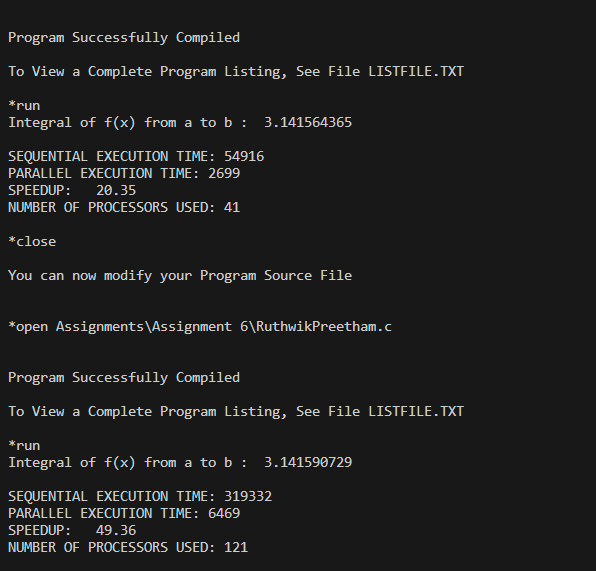 Program Successfully Compiled
To View a Complete Program Listing, See File LISTFILE.TXT
*run
Integral of f(x) from a to b :  3.141564365
SEQUENTIAL EXECUTION TIME: 54916
PARALLEL EXECUTION TIME: 2699
SPEEDUP:   20.35
NUMBER OF PROCESSORS USED: 41
*close
You can now modify your Program Source File
*open Assignments\Assignment 6\RuthwikPreetham.c
Program Successfully Compiled
To View a Complete Program Listing, See File LISTFILE.TXT
*run
Integral of f(x) from a to b :  3.141590729
SEQUENTIAL EXECUTION TIME: 319332
PARALLEL EXECUTION TIME: 6469
SPEEDUP:   49.36
NUMBER OF PROCESSORS USED: 121